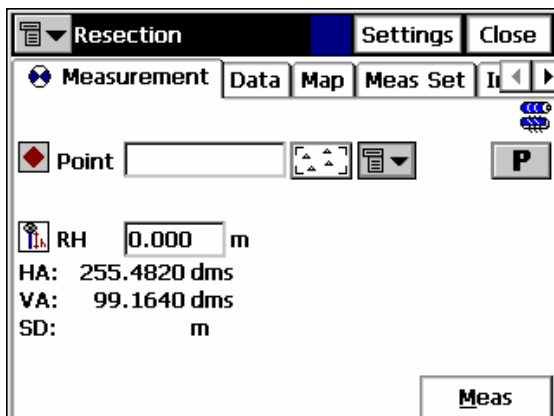 Resection Settings Close
Measurement Data Map Meas Set
Point P
RH 0.000 m
HA: 255.4820 dms
VA: 99.1640 dms
SD: m
Meas